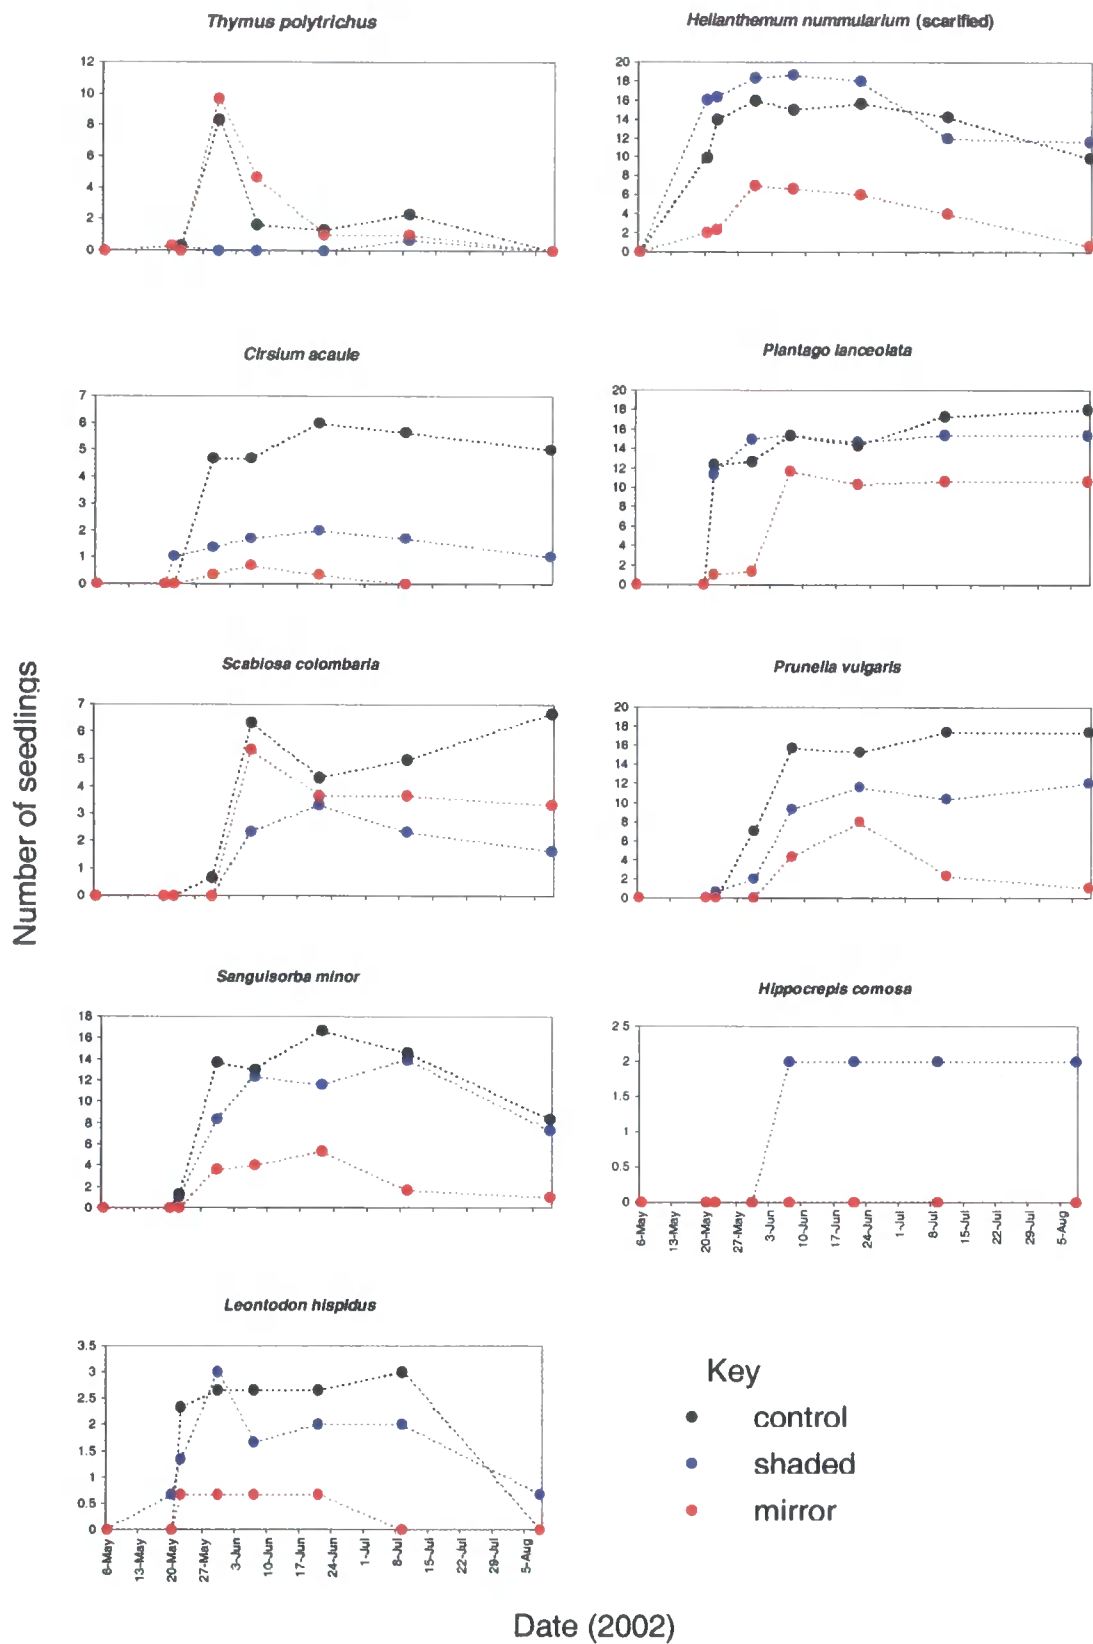 Thymus polytrichus
12
10
8
6
4
2
0
Helianthemum nummularium (scarified)
20
18
16
14
12
10
8
6
4
2
0
Cirsium acaule
7
6
5
4
3
2
1
0
Plantago lanceolata
20
18
16
14
12
10
8
6
4
2
0
Number of seedlings
Scabiosa colombaria
7
6
5
4
3
2
1
0
Prunella vulgaris
20
18
16
14
12
10
8
6
4
2
0
Sanguisorba minor
18
16
14
12
10
8
6
4
2
0
Hippocrepis comosa
2 5
2
1.5
1
0.5
0
6-May
13-May
20-May
27-May
3-Jun
10-Jun
17-Jun
24-Jun
1-Jul
8-Jul
15-Jul
22-Jul
29-Jul
5-Aug
Leontodon hispidus
3.5
3
2.5
2
1.5
1
0.5
0
6-May
13-May
20-May
27-May
3-Jun
10-Jun
17-Jun
24-Jun
1-Jul
8-Jul
15-Jul
22-Jul
29-Jul
5-Aug
Key
control
shaded
mirror
Date (2002)